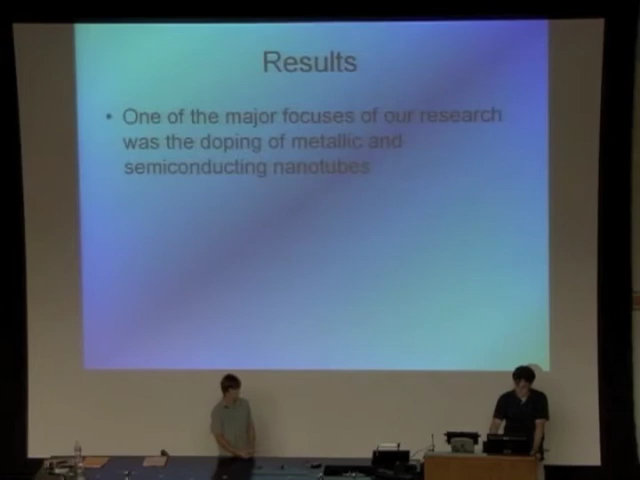 Results
• One of the major focuses of our research
was the doping of metallic and
semiconducting nanotubes